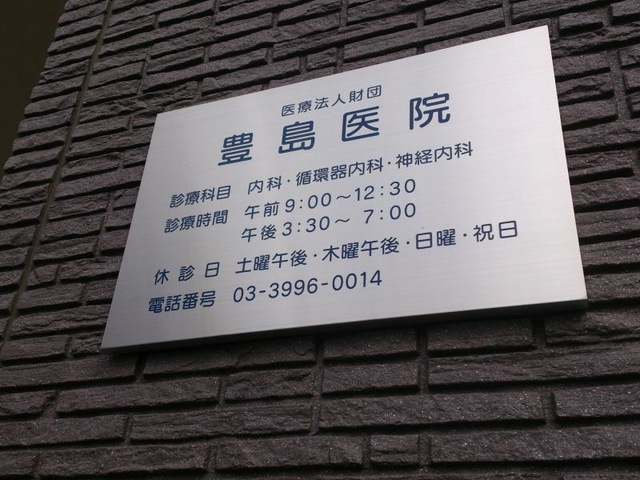 医療法人財団
豊島医院
診療科目 内科・循環器内科・神経内科
診療時間 午前9:00～12:30
午後3:30～ 7:00
休診日 土曜午後・木曜午後・日曜・祝日
電話番号 03-3996-0014